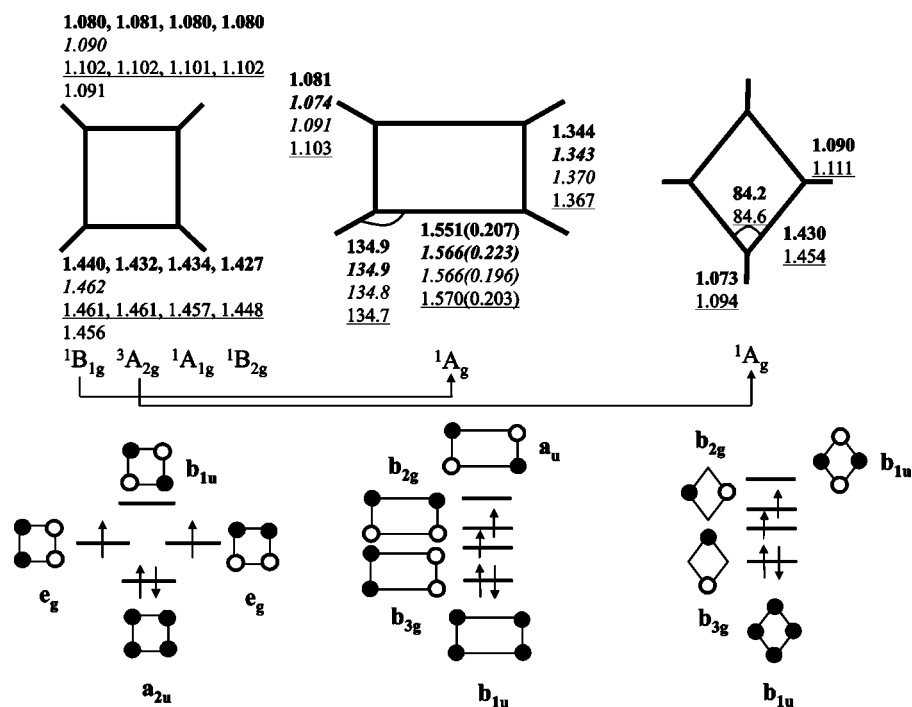 1.080, 1.081, 1.080, 1.080
1.090
1.102, 1.102, 1.101, 1.102
1.091
1.440, 1.432, 1.434, 1.427
1.462
1.461, 1.461, 1.457, 1.448
1.456
1.081
1.074
1.091
1.103
1.344
1.343
1.370
1.367
134.9
134.9
134.8
134.7
1.551(0.207)
1.566(0.223)
1.566(0.196)
1.570(0.203)
1.090
1.111
84.2
84.6
1.430
1.454
1.073
1.094
¹B₁g ³A₂g ¹A₁g ¹B₂g
¹Ag
¹Ag
b₁u
eg
eg
a₂u
au
b₂g
b₃g
b₁u
b₂g
b₁u
b₃g
b₁u